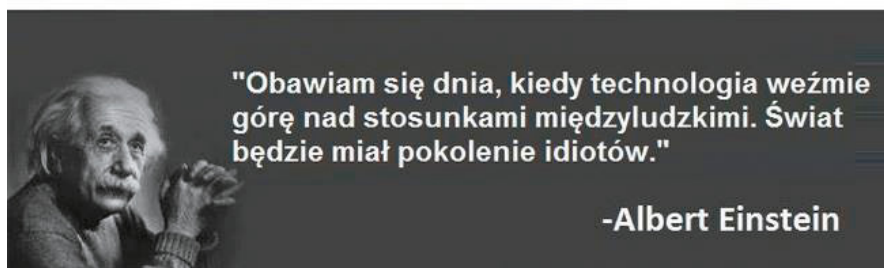 "Obawiam się dnia, kiedy technologia weźmie
górę nad stosunkami międzyludzkimi. Świat
będzie miał pokolenie idiotów."
-Albert Einstein